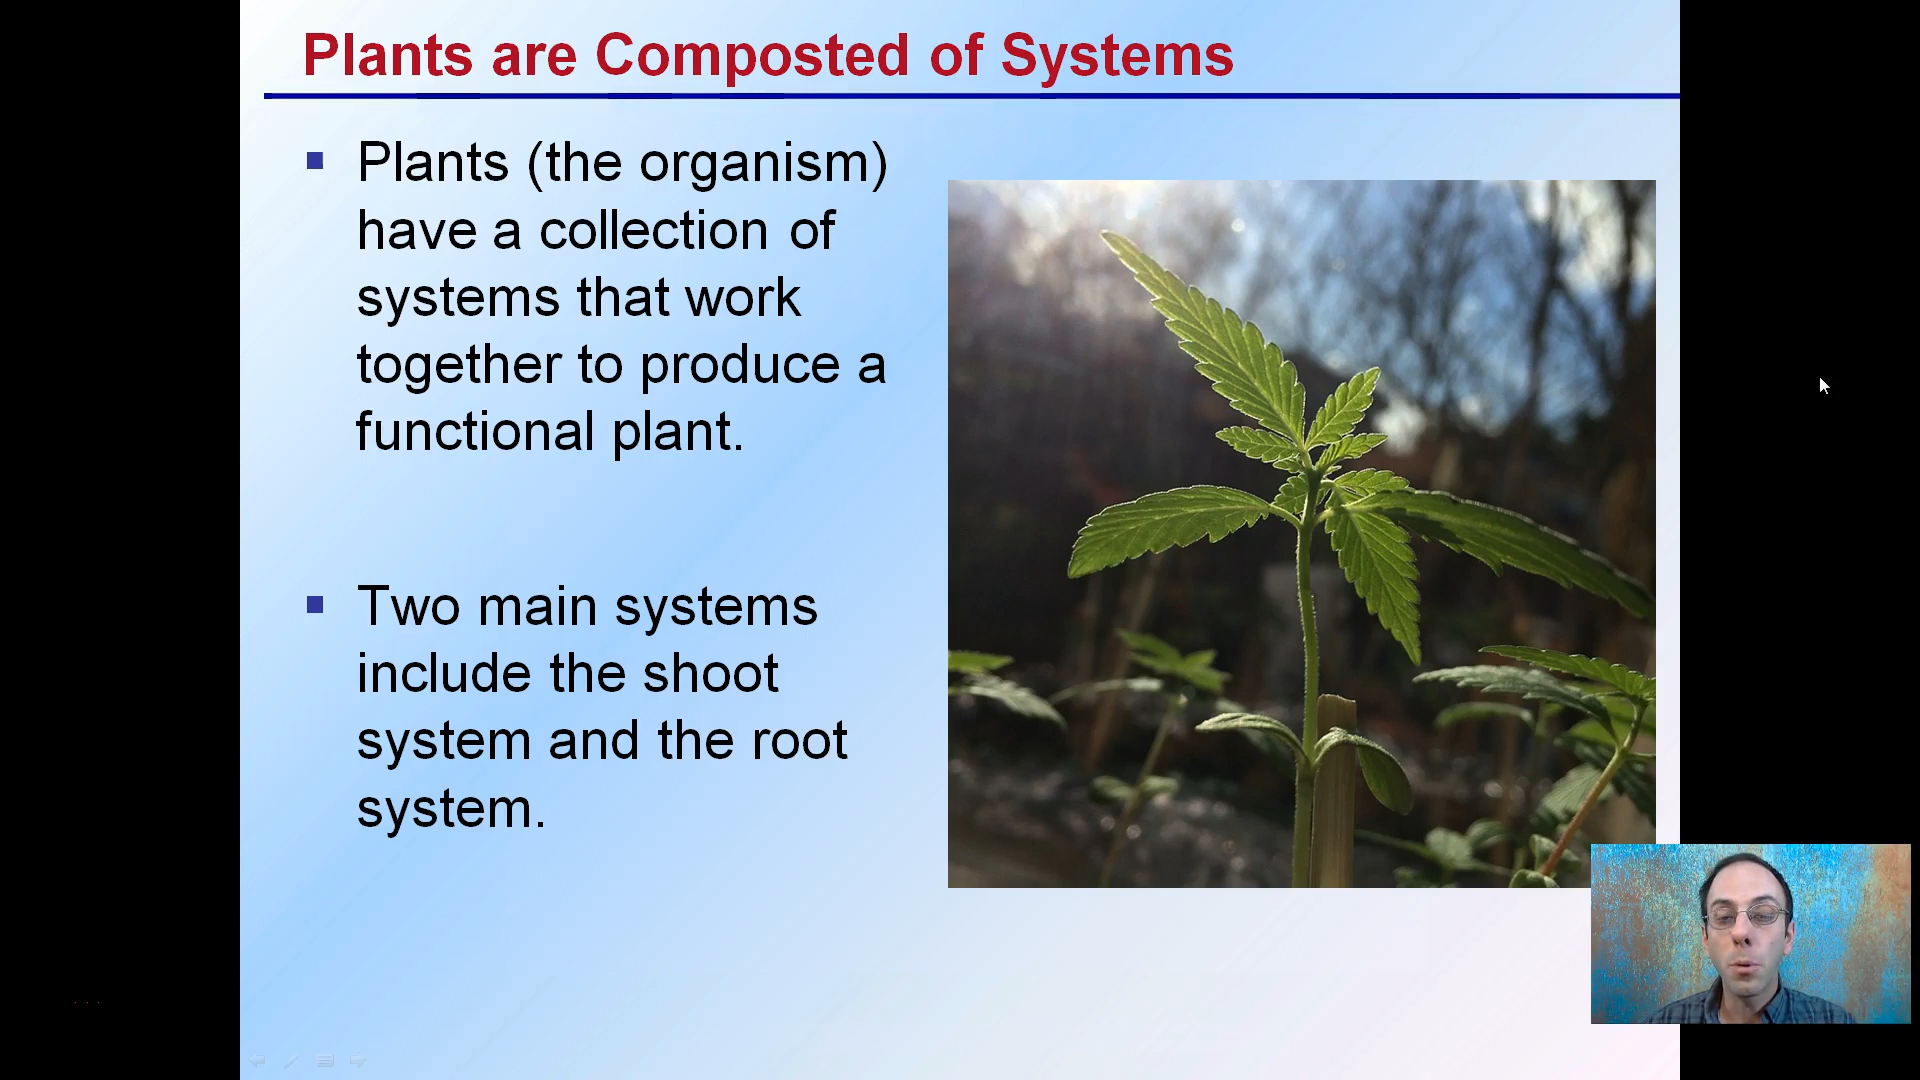 Plants are Composted of Systems
Plants (the organism)
have a collection of
systems that work
together to produce a
functional plant.
Two main systems
include the shoot
system and the root
system.